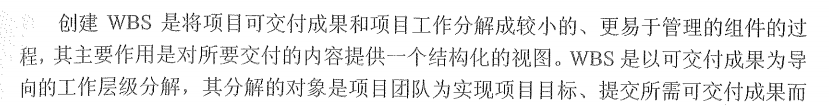 创建 WBS 是将项目可交付成果和项目工作分解成较小的、更易于管理的组件的过
程，其主要作用是对所要交付的内容提供一个结构化的视图。WBS 是以可交付成果为导
向的工作层级分解，其分解的对象是项目团队为实现项目目标、提交所需可交付成果而